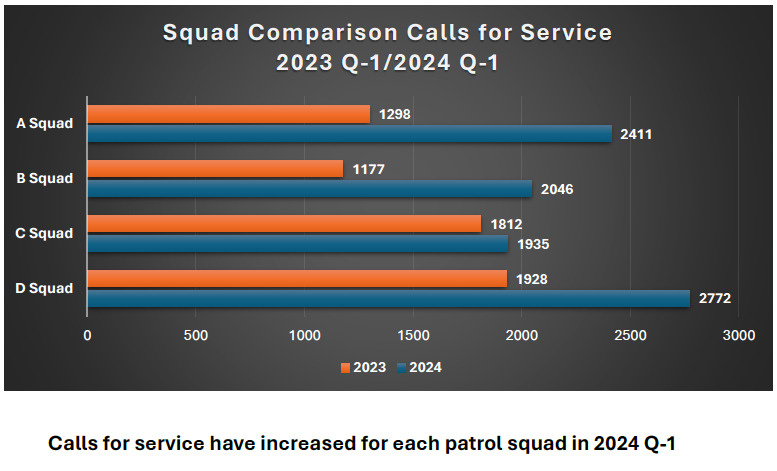 Squad Comparison Calls for Service
2023 Q-1/2024 Q-1
A Squad
1298
2411
B Squad
1177
2046
C Squad
1812
1935
D Squad
1928
2772
0 500 1000 1500 2000 2500 3000
2023 2024
Calls for service have increased for each patrol squad in 2024 Q-1